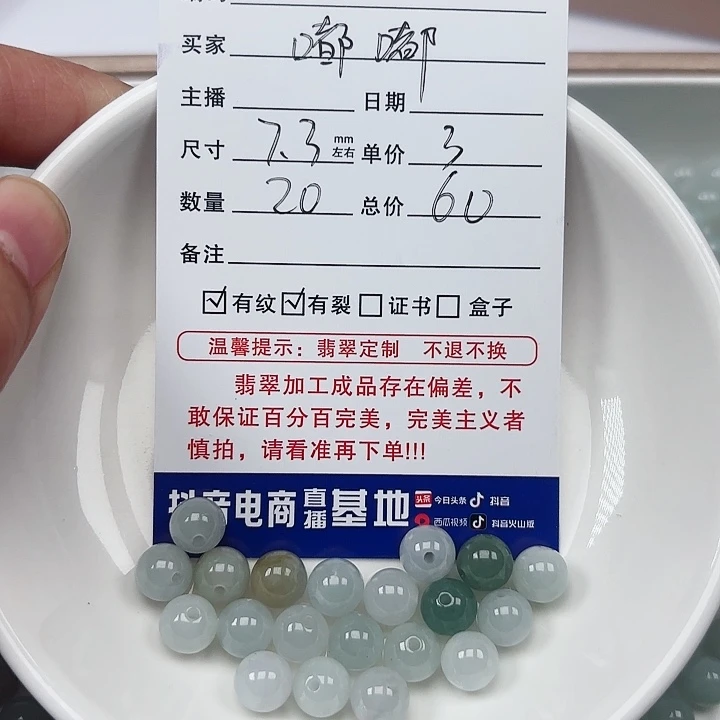 买家 嘟嘟
主播 日期
尺寸 7.3 mm左右 单价 3
数量 20 总价 60
备注
☑有纹☑有裂☐证书☐ 盒子
温馨提示：翡翠定制 不退不换
翡翠加工成品存在偏差，不
敢保证百分百完美，完美主义者
慎拍，请看准再下单!!!
抖音电商直播基地
头条 今日头条 抖音
西瓜视频 抖音火山版